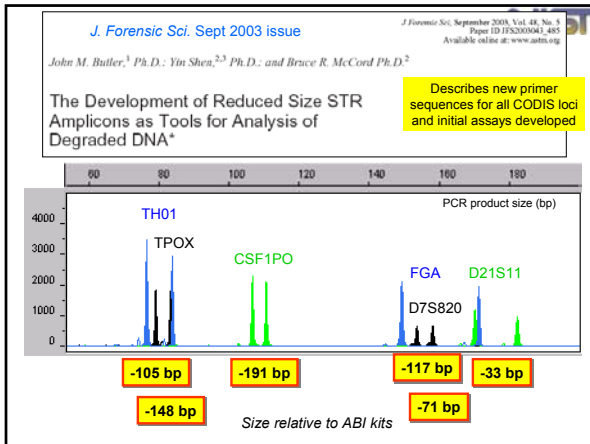 J. Forensic Sci. Sept 2003 issue
J Forensic Sci, September 2003, Vol. 48, No. 5
Paper ID JFS2003043_485
Available online at: www.astm.org
John M. Butler,1 Ph.D.; Yin Shen,2,3 Ph.D.; and Bruce R. McCord Ph.D.2
The Development of Reduced Size STR
Amplicons as Tools for Analysis of
Degraded DNA*
Describes new primer
sequences for all CODIS loci
and initial assays developed
60 80 100 120 140 160 180
PCR product size (bp)
4000
3000
2000
1000
0
TH01
TPOX
CSF1PO
FGA
D21S11
D7S820
-105 bp
-191 bp
-117 bp
-33 bp
-148 bp
-71 bp
Size relative to ABI kits